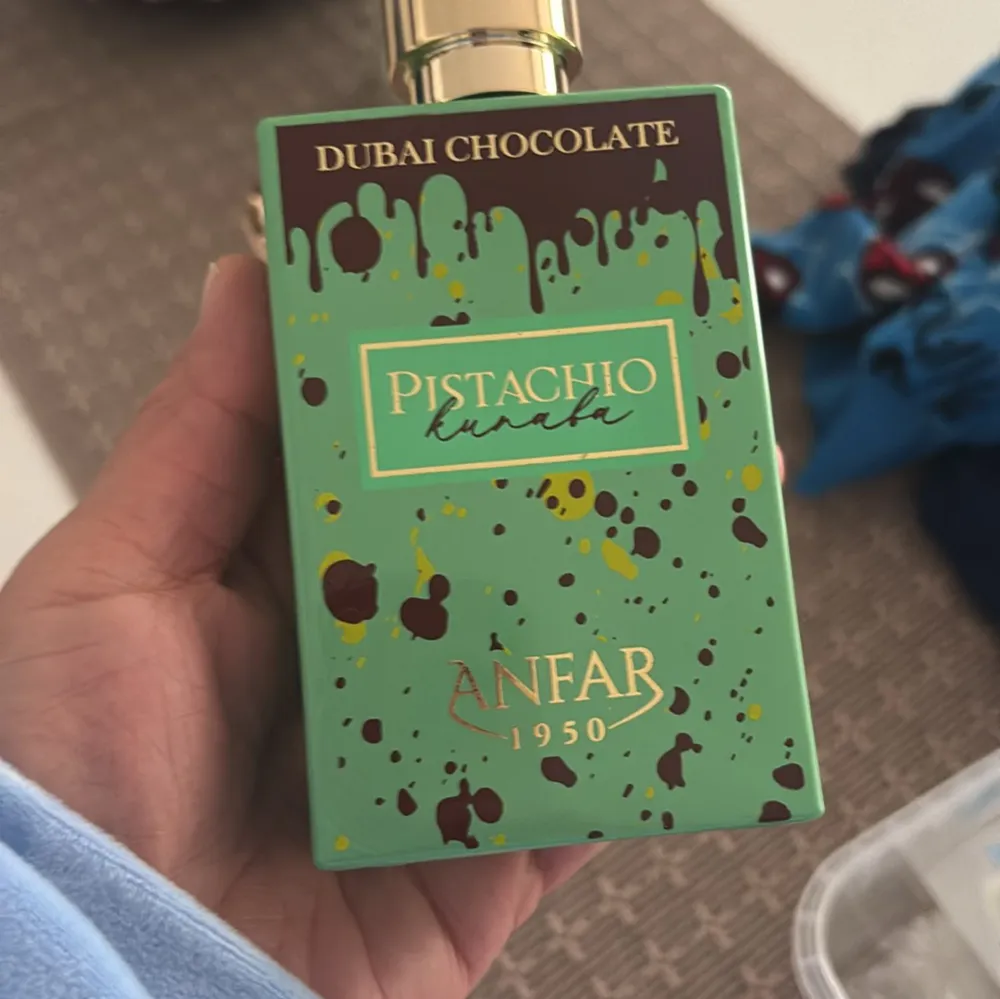 DUBAI CHOCOLATE
PISTACHIO
kunafa
ANFAR
1950